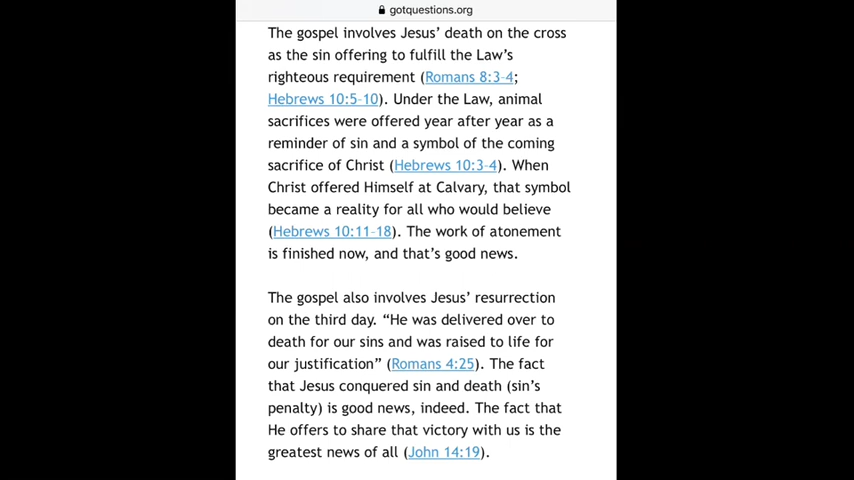 gotquestions.org
The gospel involves Jesus’ death on the cross
as the sin offering to fulfill the Law’s
righteous requirement (Romans 8:3–4;
Hebrews 10:5–10). Under the Law, animal
sacrifices were offered year after year as a
reminder of sin and a symbol of the coming
sacrifice of Christ (Hebrews 10:3–4). When
Christ offered Himself at Calvary, that symbol
became a reality for all who would believe
(Hebrews 10:11–18). The work of atonement
is finished now, and that’s good news.
The gospel also involves Jesus’ resurrection
on the third day. “He was delivered over to
death for our sins and was raised to life for
our justification” (Romans 4:25). The fact
that Jesus conquered sin and death (sin’s
penalty) is good news, indeed. The fact that
He offers to share that victory with us is the
greatest news of all (John 14:19).